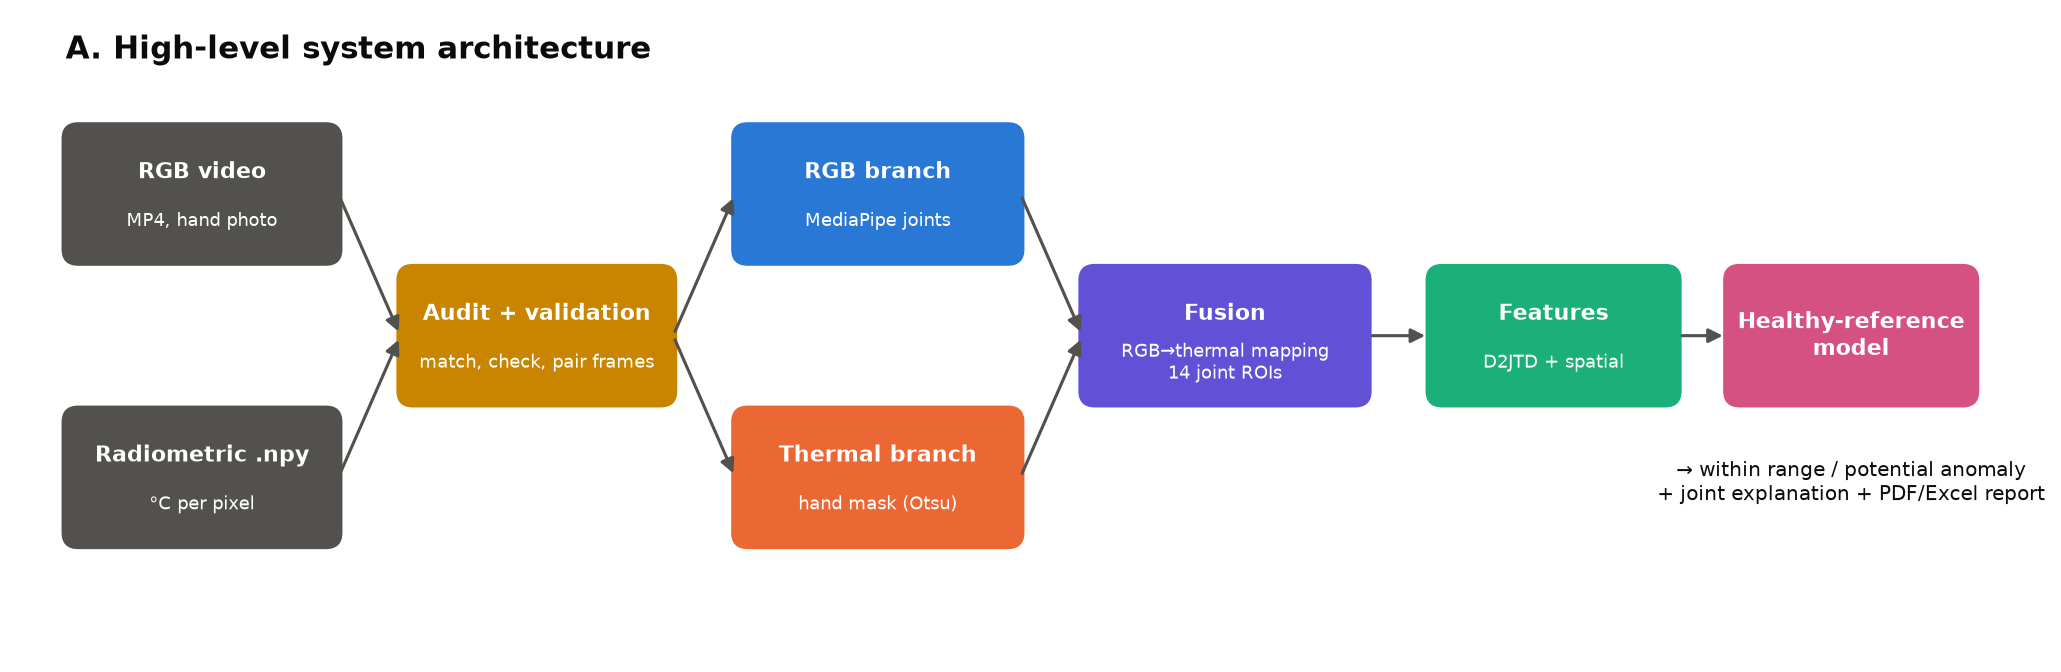 A. High-level system architecture
RGB video
MP4, hand photo
Radiometric .npy
°C per pixel
Audit + validation
match, check, pair frames
RGB branch
MediaPipe joints
Thermal branch
hand mask (Otsu)
Fusion
RGB→thermal mapping
14 joint ROIs
Features
D2JTD + spatial
Healthy-reference
model
→ within range / potential anomaly
+ joint explanation + PDF/Excel report